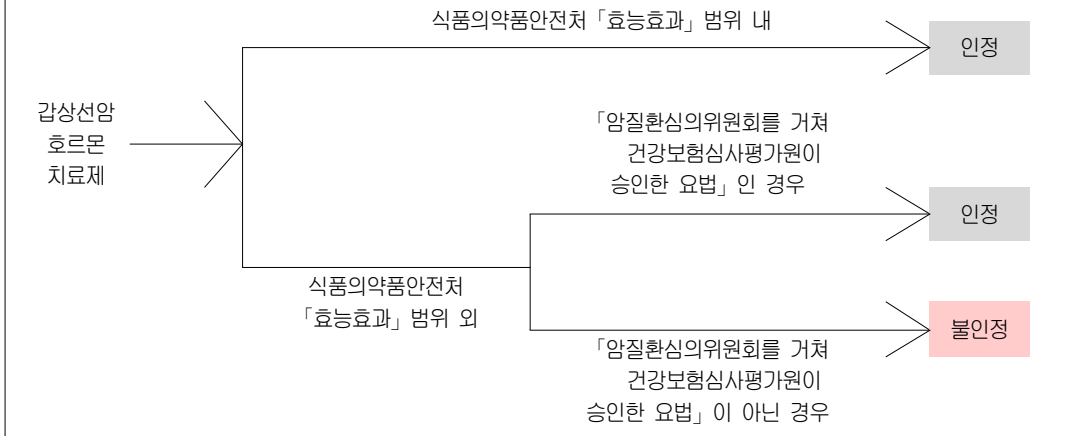 식품의약품안전처「효능효과」범위 내
인정
갑상선암
호르몬
치료제
「암질환심의위원회를 거쳐
건강보험심사평가원이
승인한 요법」인 경우
인정
식품의약품안전처
「효능효과」범위 외
불인정
「암질환심의위원회를 거쳐
건강보험심사평가원이
승인한 요법」이 아닌 경우